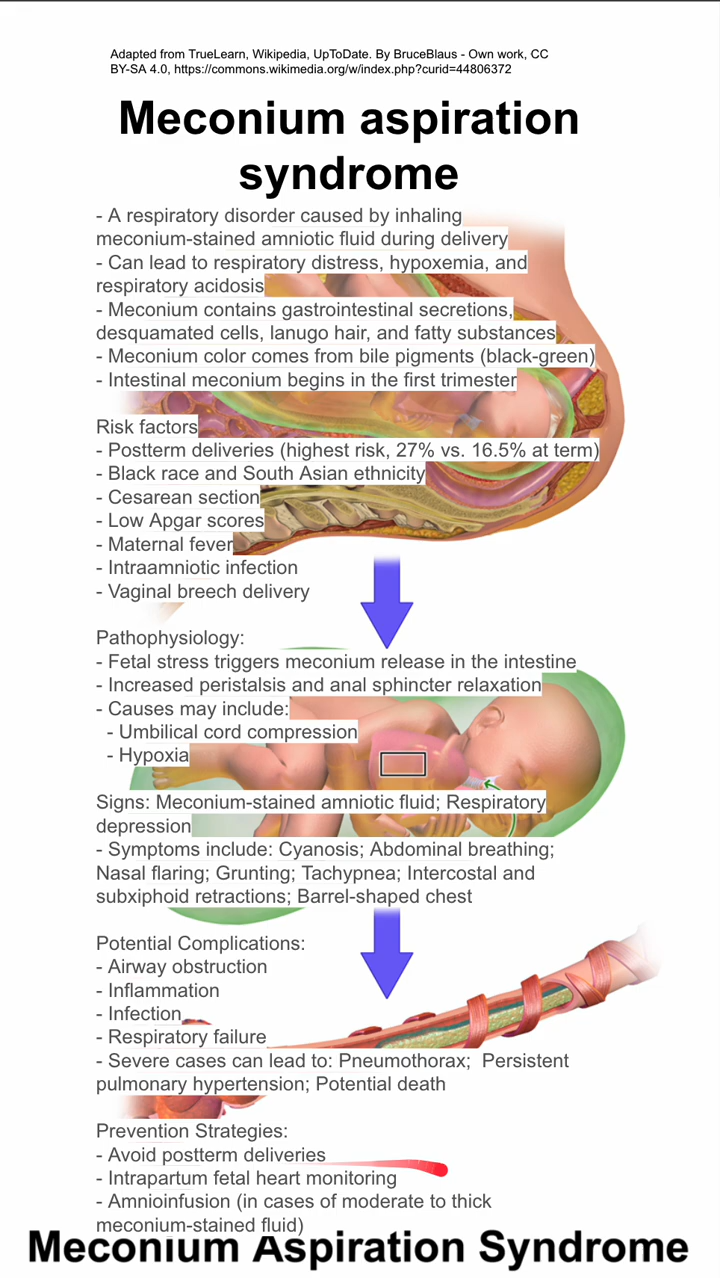 Adapted from TrueLearn, Wikipedia, UpToDate. By BruceBlaus - Own work, CC
BY-SA 4.0, https://commons.wikimedia.org/w/index.php?curid=44806372
Meconium aspiration
syndrome
- A respiratory disorder caused by inhaling
meconium-stained amniotic fluid during delivery
- Can lead to respiratory distress, hypoxemia, and
respiratory acidosis
- Meconium contains gastrointestinal secretions,
desquamated cells, lanugo hair, and fatty substances
- Meconium color comes from bile pigments (black-green)
- Intestinal meconium begins in the first trimester
Risk factors
- Postterm deliveries (highest risk, 27% vs. 16.5% at term)
- Black race and South Asian ethnicity
- Cesarean section
- Low Apgar scores
- Maternal fever
- Intraamniotic infection
- Vaginal breech delivery
Pathophysiology:
- Fetal stress triggers meconium release in the intestine
- Increased peristalsis and anal sphincter relaxation
- Causes may include:
- Umbilical cord compression
- Hypoxia
Signs: Meconium-stained amniotic fluid; Respiratory
depression
- Symptoms include: Cyanosis; Abdominal breathing;
Nasal flaring; Grunting; Tachypnea; Intercostal and
subxiphoid retractions; Barrel-shaped chest
Potential Complications:
- Airway obstruction
- Inflammation
- Infection
- Respiratory failure
- Severe cases can lead to: Pneumothorax;  Persistent
pulmonary hypertension; Potential death
Prevention Strategies:
- Avoid postterm deliveries
- Intrapartum fetal heart monitoring
- Amnioinfusion (in cases of moderate to thick
meconium-stained fluid)
Meconium Aspiration Syndrome